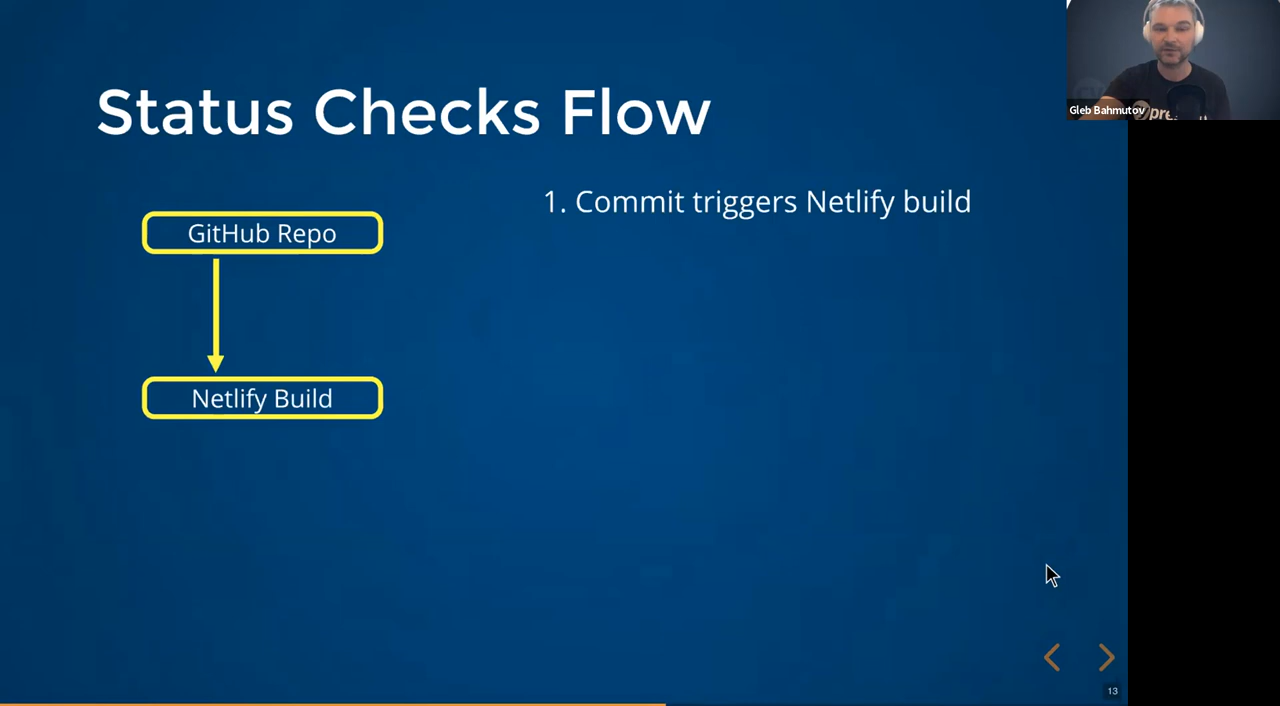 Status Checks Flow
1. Commit triggers Netlify build
GitHub Repo
Netlify Build
Gleb Bahmutov
13